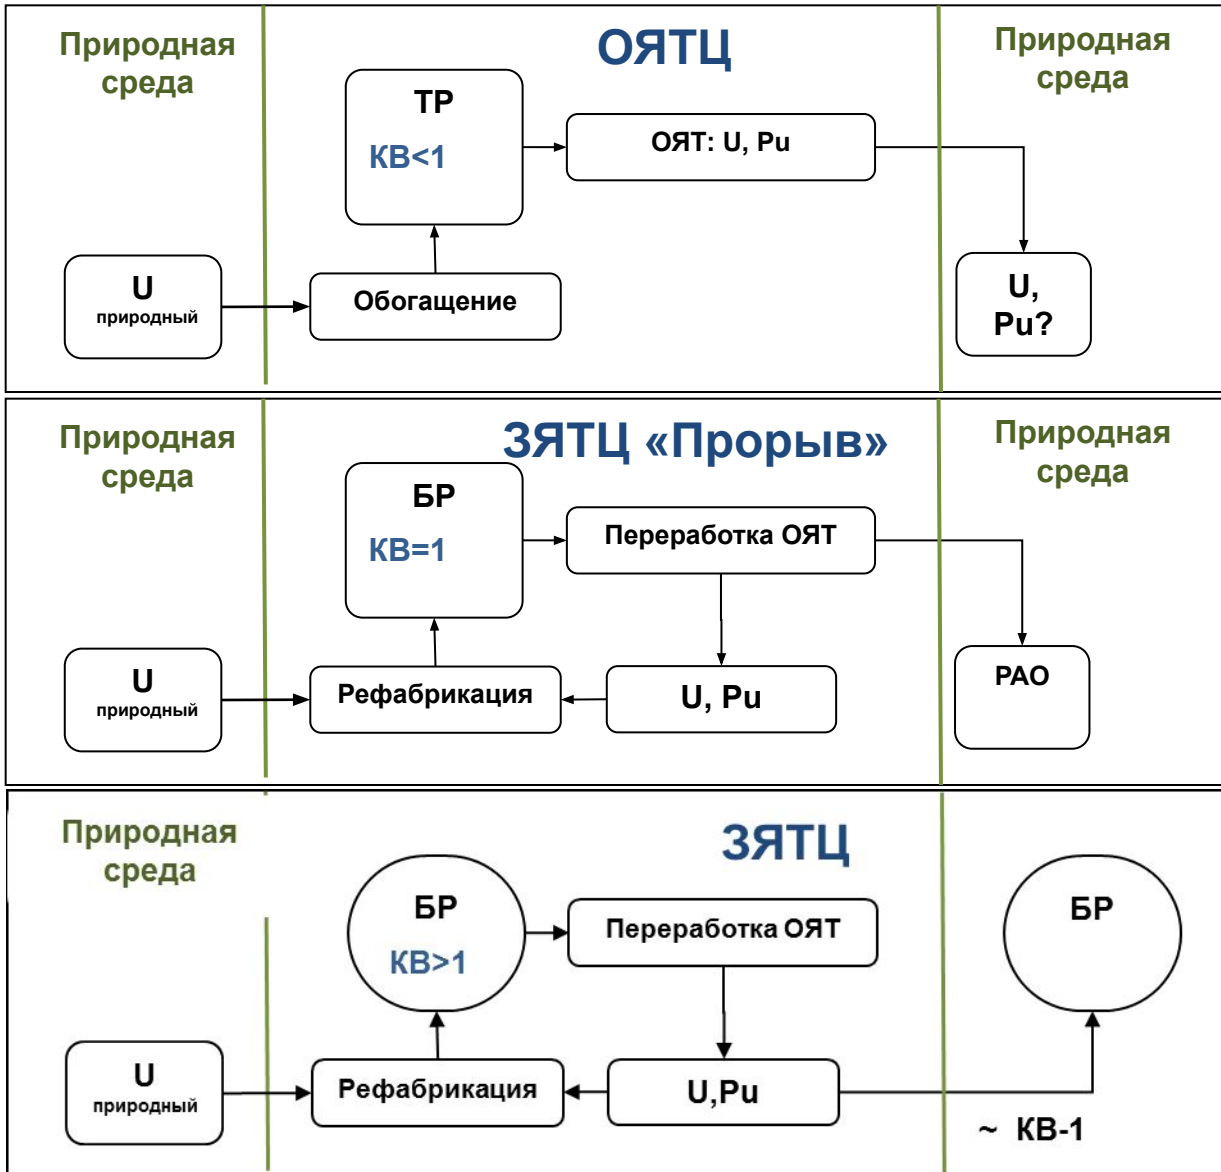 Природная
среда
ОЯТЦ
Природная
среда
ТР
КВ<1
ОЯТ: U, Pu
U
природный
Обогащение
U,
Pu?
Природная
среда
ЗЯТЦ «Прорыв»
Природная
среда
БР
КВ=1
Переработка ОЯТ
U
природный
Рефабрикация
U, Pu
РАО
Природная
среда
ЗЯТЦ
БР
КВ>1
Переработка ОЯТ
БР
U
природный
Рефабрикация
U,Pu
~ КВ-1